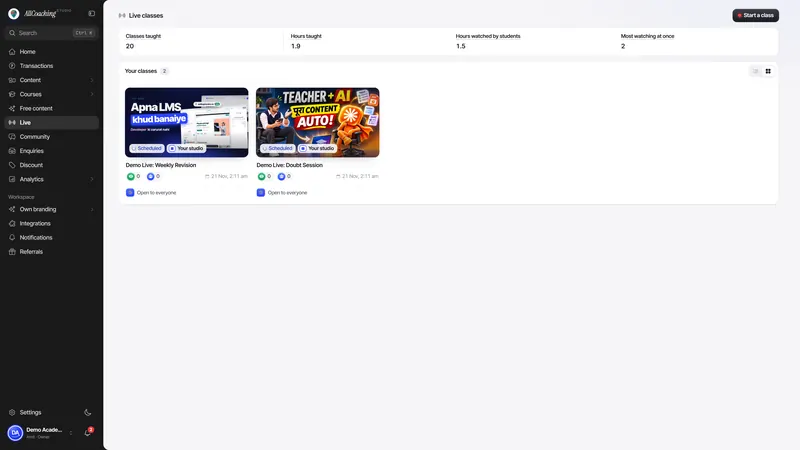 AllCoaching STUDIO
Search
Ctrl K
Home
Transactions
Content
Courses
Free content
Live
Community
Enquiries
Discount
Analytics
Workspace
Own branding
Integrations
Notifications
Referrals
Settings
DA
Demo Acade...
Owner
2
Live classes
Start a class
Classes taught
20
Hours taught
1.9
Hours watched by students
1.5
Most watching at once
2
Your classes 2
Apna LMS,
khud banaiye
Scheduled
Your studio
Demo Live: Weekly Revision
0 0
21 Nov, 2:11 am
Open to everyone
TEACHER + AI
पूरा CONTENT
AUTO!
Scheduled
Your studio
Demo Live: Doubt Session
0 0
21 Nov, 2:11 am
Open to everyone